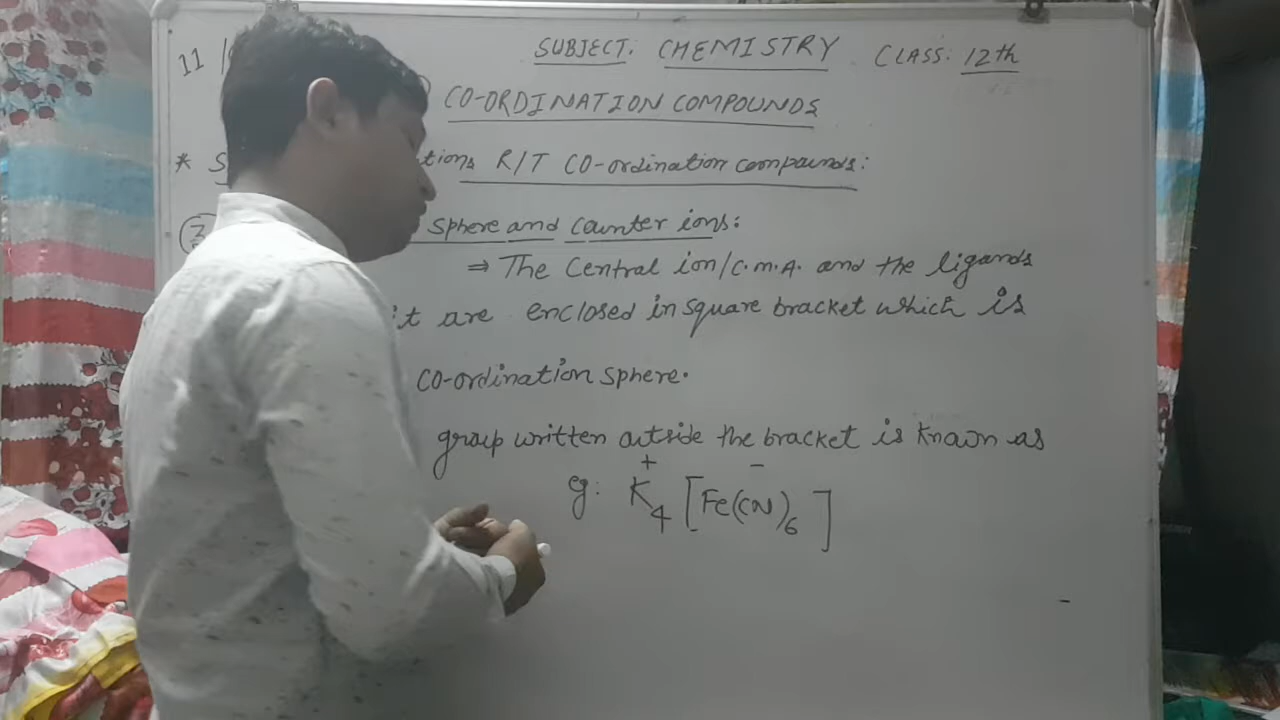 11
SUBJECT: CHEMISTRY CLASS: 12th
CO-ORDINATION COMPOUNDS
* S tions R/T CO-ordination compounds:
3 sphere and counter ions:
⇒ The Central ion/C.M.A. and the ligands
it are enclosed in square bracket which is
CO-ordination sphere.
group written outside the bracket is known as
+ −
eg: K4 [Fe(CN)6]